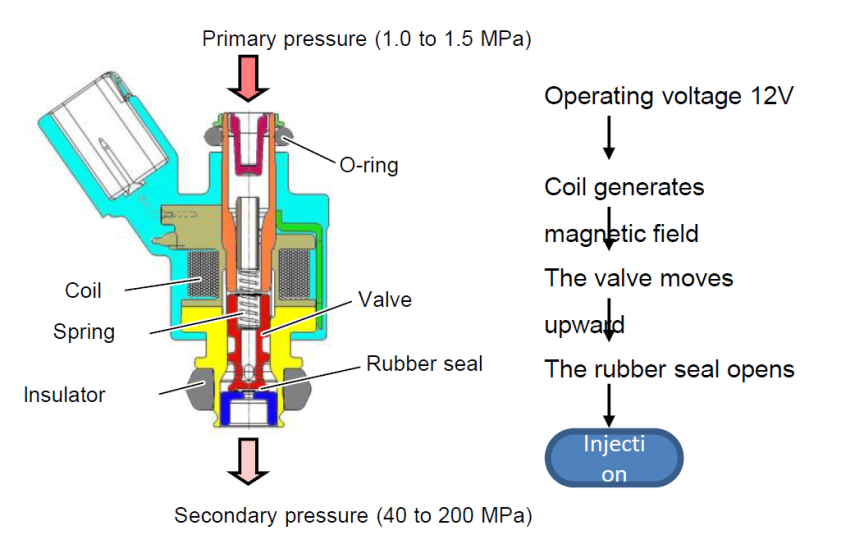 Primary pressure (1.0 to 1.5 MPa)
O-ring
Coil
Spring
Insulator
Valve
Rubber seal
Secondary pressure (40 to 200 MPa)
Operating voltage 12V
Coil generates
magnetic field
The valve moves
upward
The rubber seal opens
Injecti
on